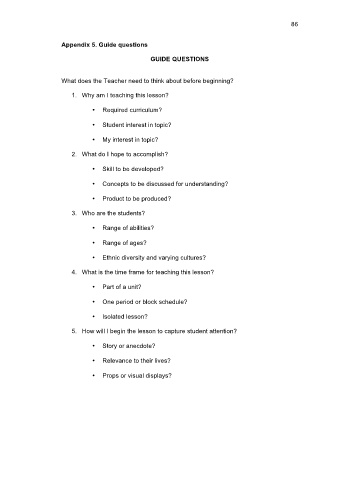 86
Appendix 5. Guide questions
GUIDE QUESTIONS
What does the Teacher need to think about before beginning?
1. Why am I teaching this lesson?
• Required curriculum?
• Student interest in topic?
• My interest in topic?
2. What do I hope to accomplish?
• Skill to be developed?
• Concepts to be discussed for understanding?
• Product to be produced?
3. Who are the students?
• Range of abilities?
• Range of ages?
• Ethnic diversity and varying cultures?
4. What is the time frame for teaching this lesson?
• Part of a unit?
• One period or block schedule?
• Isolated lesson?
5. How will I begin the lesson to capture student attention?
• Story or anecdote?
• Relevance to their lives?
• Props or visual displays?